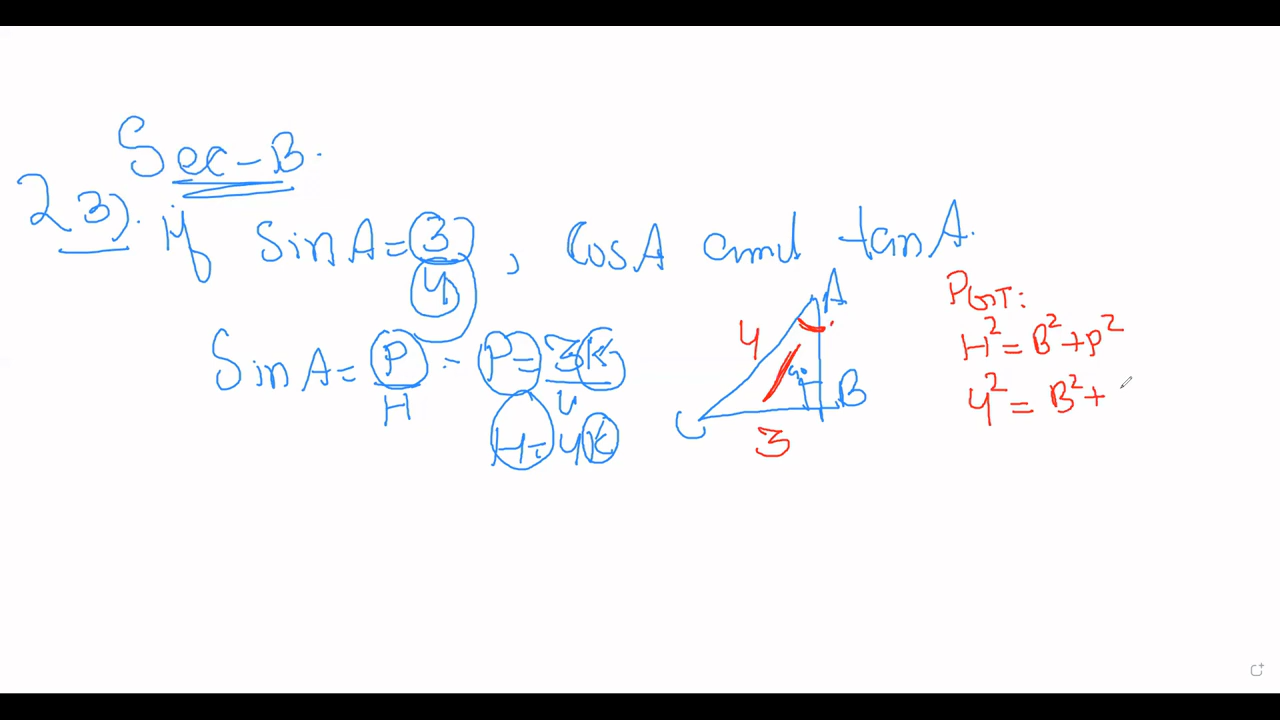 Sec-B.
23). if Sin A = 3/4, Cos A and tan A.
Sin A = P/H = P = 3K
H = 4K
A
4
90
B
C
3
PGT:
H² = B² + P²
4² = B² +